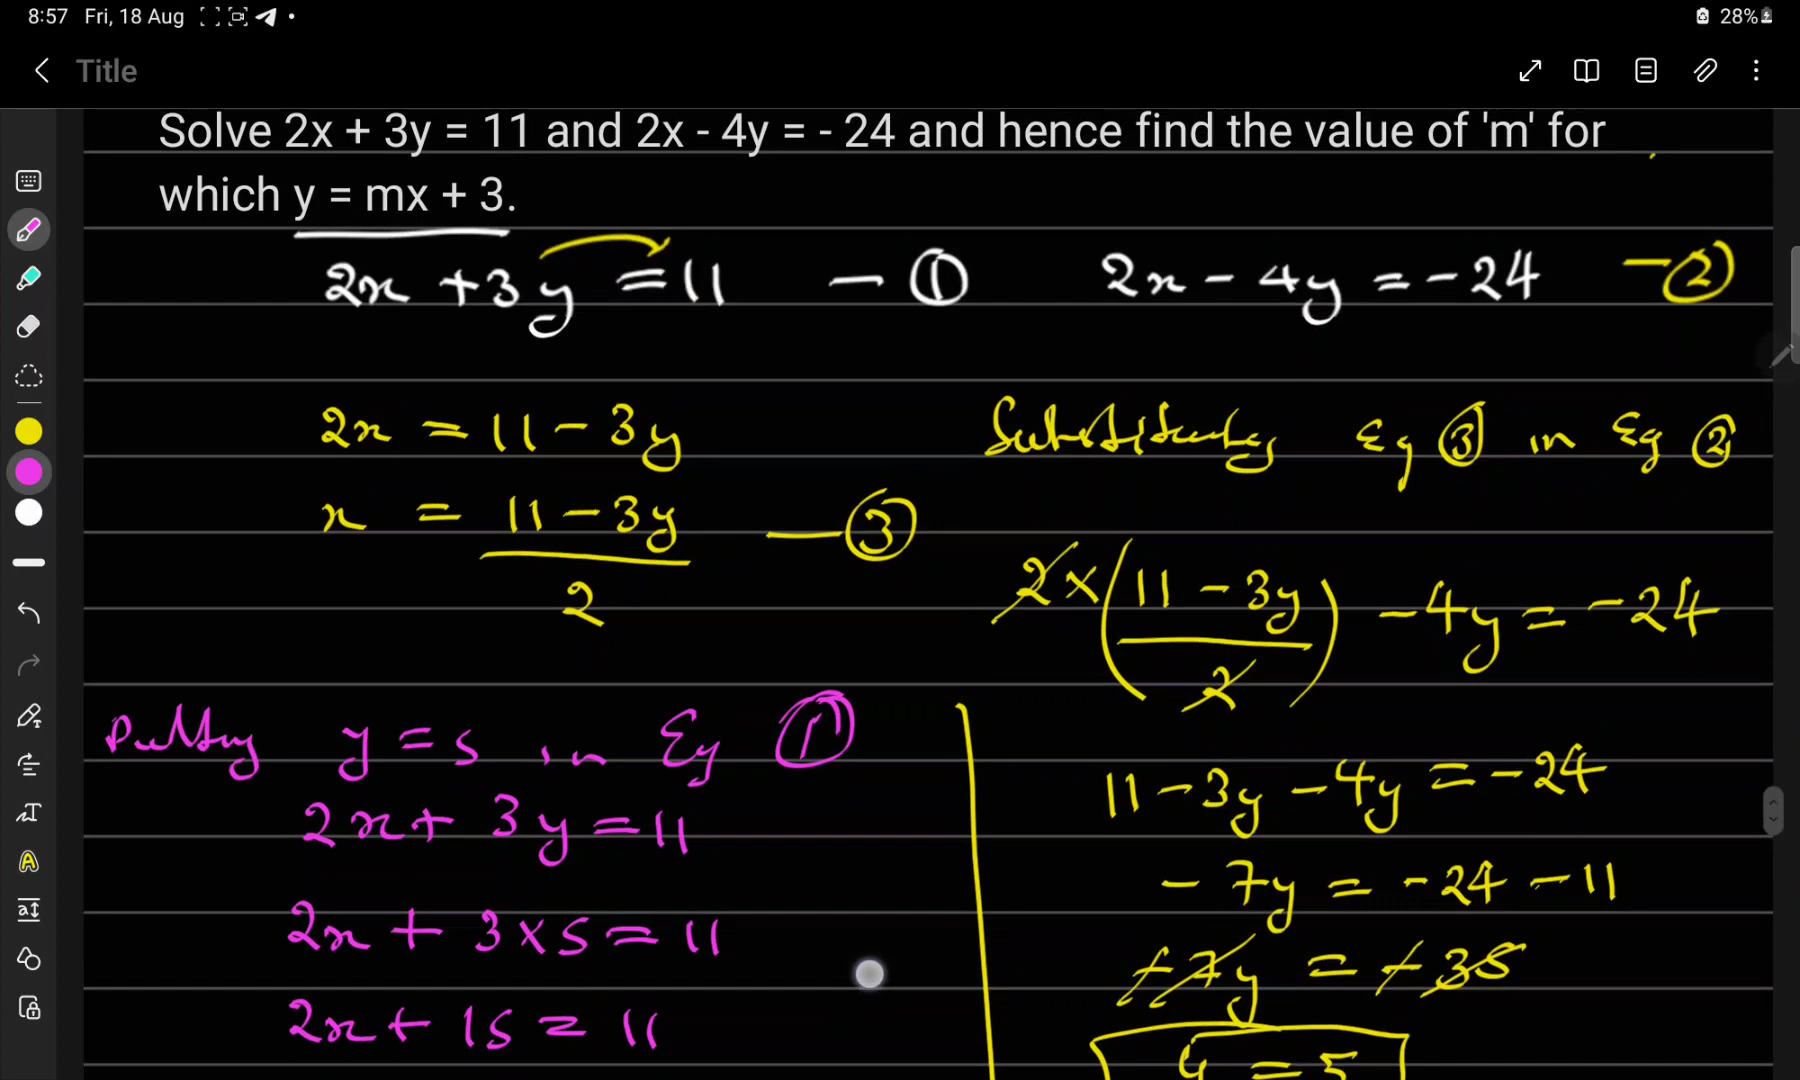 8:57 Fri, 18 Aug
28%
Title
Solve 2x + 3y = 11 and 2x - 4y = - 24 and hence find the value of 'm' for
which y = mx + 3.
2x + 3y = 11 — ①
2x - 4y = - 24 - ②
2x = 11 - 3y
x = 11 - 3y — ③
2
Substituting Eq ③ in Eq ②
2 x ( 11 - 3y ) - 4y = - 24
2
Putting y = 5 in Eq ①
2x + 3y = 11
2x + 3 x 5 = 11
2x + 15 = 11
11 - 3y - 4y = - 24
- 7y = - 24 - 11
- 7y = - 35
y = 5